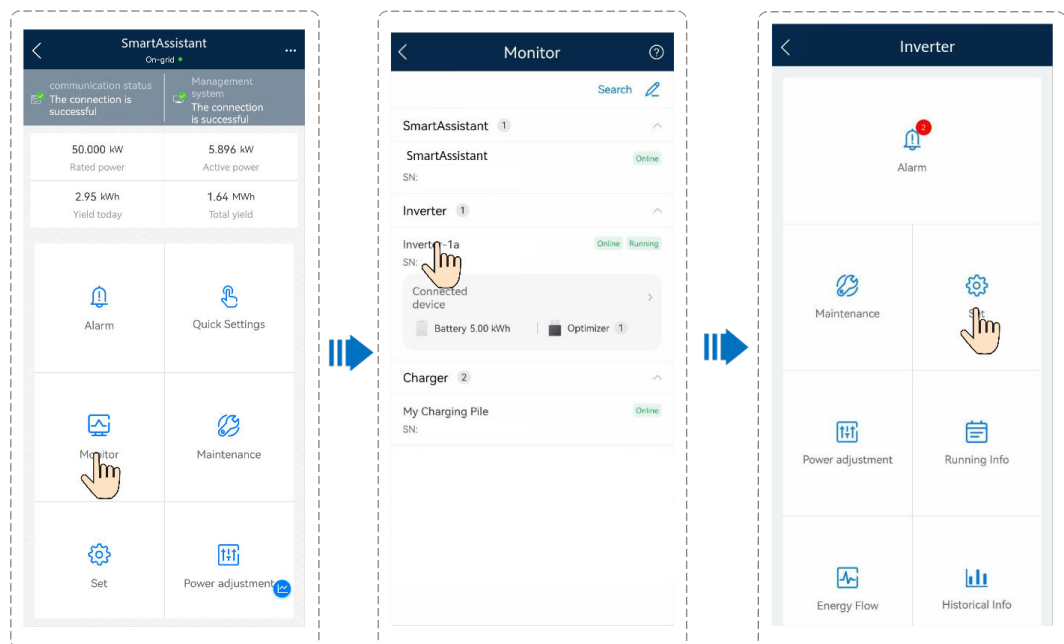 SmartAssistant
On-grid
communication status
The connection is
successful
Management
system
The connection
is successful
50.000 kW
Rated power
5.896 kW
Active power
2.95 kWh
Yield today
1.64 MWh
Total yield
Alarm
Quick Settings
Monitor
Maintenance
Set
Power adjustment
Monitor
Search
SmartAssistant 1
SmartAssistant
Online
SN:
Inverter 1
Inverter-1a
Online Running
SN:
Connected
device
Battery 5.00 kWh
Optimizer 1
Charger 2
My Charging Pile
Online
SN:
Inverter
2
Alarm
Maintenance
Set
Power adjustment
Running Info
Energy Flow
Historical Info